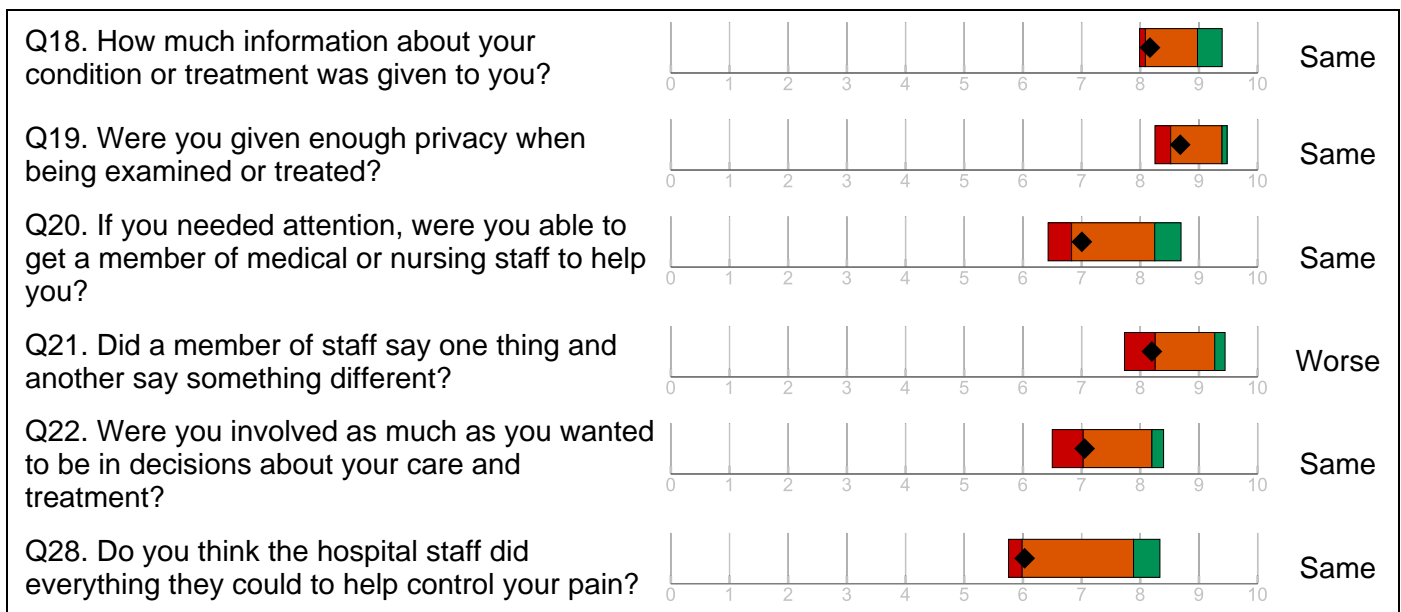 Q18. How much information about your
condition or treatment was given to you?
0 1 2 3 4 5 6 7 8 9 10
Same
Q19. Were you given enough privacy when
being examined or treated?
0 1 2 3 4 5 6 7 8 9 10
Same
Q20. If you needed attention, were you able to
get a member of medical or nursing staff to help
you?
0 1 2 3 4 5 6 7 8 9 10
Same
Q21. Did a member of staff say one thing and
another say something different?
0 1 2 3 4 5 6 7 8 9 10
Worse
Q22. Were you involved as much as you wanted
to be in decisions about your care and
treatment?
0 1 2 3 4 5 6 7 8 9 10
Same
Q28. Do you think the hospital staff did
everything they could to help control your pain?
0 1 2 3 4 5 6 7 8 9 10
Same